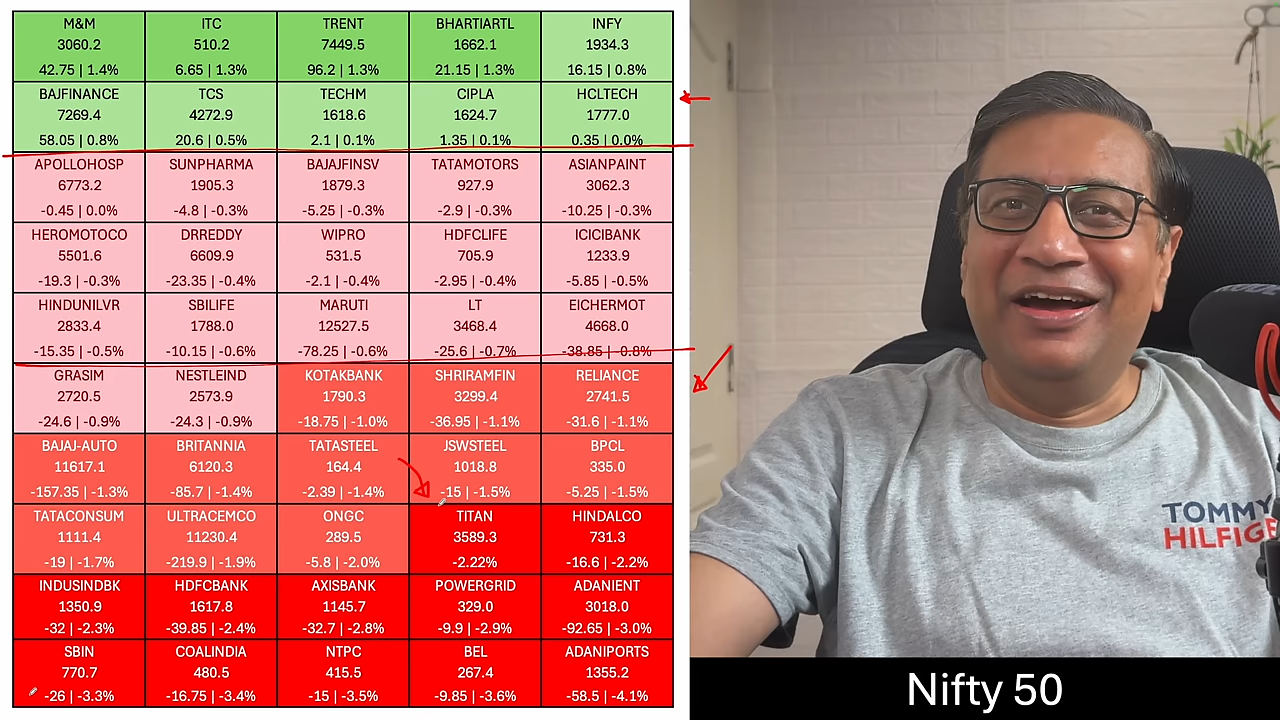 M&M ITC TRENT BHARTIARTL INFY
3060.2 510.2 7449.5 1662.1 1934.3
42.75 | 1.4% 6.65 | 1.3% 96.2 | 1.3% 21.15 | 1.3% 16.15 | 0.8%
BAJFINANCE TCS TECHM CIPLA HCLTECH
7269.4 4272.9 1618.6 1624.7 1777.0
58.05 | 0.8% 20.6 | 0.5% 2.1 | 0.1% 1.35 | 0.1% 0.35 | 0.0%
APOLLOHOSP SUNPHARMA BAJAJFINSV TATAMOTORS ASIANPAINT
6773.2 1905.3 1879.3 927.9 3062.3
-0.45 | 0.0% -4.8 | -0.3% -5.25 | -0.3% -2.9 | -0.3% -10.25 | -0.3%
HEROMOTOCO DRREDDY WIPRO HDFCLIFE ICICIBANK
5501.6 6609.9 531.5 705.9 1233.9
-19.3 | -0.3% -23.35 | -0.4% -2.1 | -0.4% -2.95 | -0.4% -5.85 | -0.5%
HINDUNILVR SBILIFE MARUTI LT EICHERMOT
2833.4 1788.0 12527.5 3468.4 4668.0
-15.35 | -0.5% -10.15 | -0.6% -78.25 | -0.6% -25.6 | -0.7% -38.85 | -0.8%
GRASIM NESTLEIND KOTAKBANK SHRIRAMFIN RELIANCE
2720.5 2573.9 1790.3 3299.4 2741.5
-24.6 | -0.9% -24.3 | -0.9% -18.75 | -1.0% -36.95 | -1.1% -31.6 | -1.1%
BAJAJ-AUTO BRITANNIA TATASTEEL JSWSTEEL BPCL
11617.1 6120.3 164.4 1018.8 335.0
-157.35 | -1.3% -85.7 | -1.4% -2.39 | -1.4% -15 | -1.5% -5.25 | -1.5%
TATACONSUM ULTRACEMCO ONGC TITAN HINDALCO
1111.4 11230.4 289.5 3589.3 731.3
-19 | -1.7% -219.9 | -1.9% -5.8 | -2.0% -2.22% -16.6 | -2.2%
INDUSINDBK HDFCBANK AXISBANK POWERGRID ADANIENT
1350.9 1617.8 1145.7 329.0 3018.0
-32 | -2.3% -39.85 | -2.4% -32.7 | -2.8% -9.9 | -2.9% -92.65 | -3.0%
SBIN COALINDIA NTPC BEL ADANIPORTS
770.7 480.5 415.5 267.4 1355.2
-26 | -3.3% -16.75 | -3.4% -15 | -3.5% -9.85 | -3.6% -58.5 | -4.1%
TOMMY
HILFIGE
Nifty 50